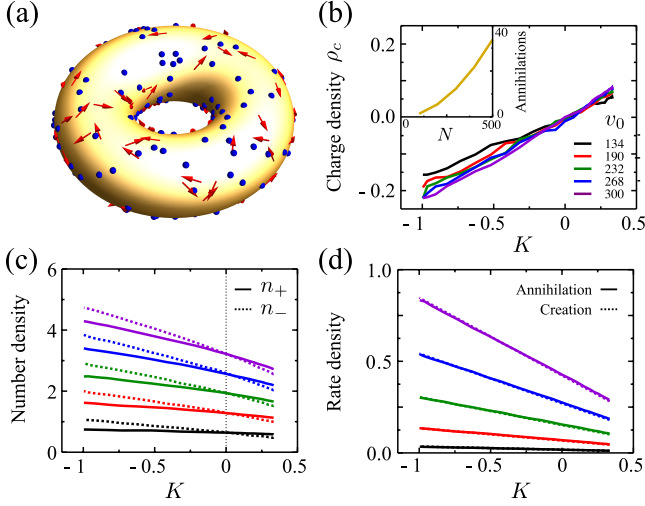 (a)
(b)
Charge density ρc
0.25
0
-0.2
-1
-0.5
0
0.5
K
40
0
0
500
N
Annihilations
v0
134
190
232
268
300
(c)
Number density
6
4
2
0
n+
n−
-1
-0.5
0
0.5
K
(d)
Rate density
1.0
0.5
0.0
Annihilation
Creation
-1
-0.5
0
0.5
K